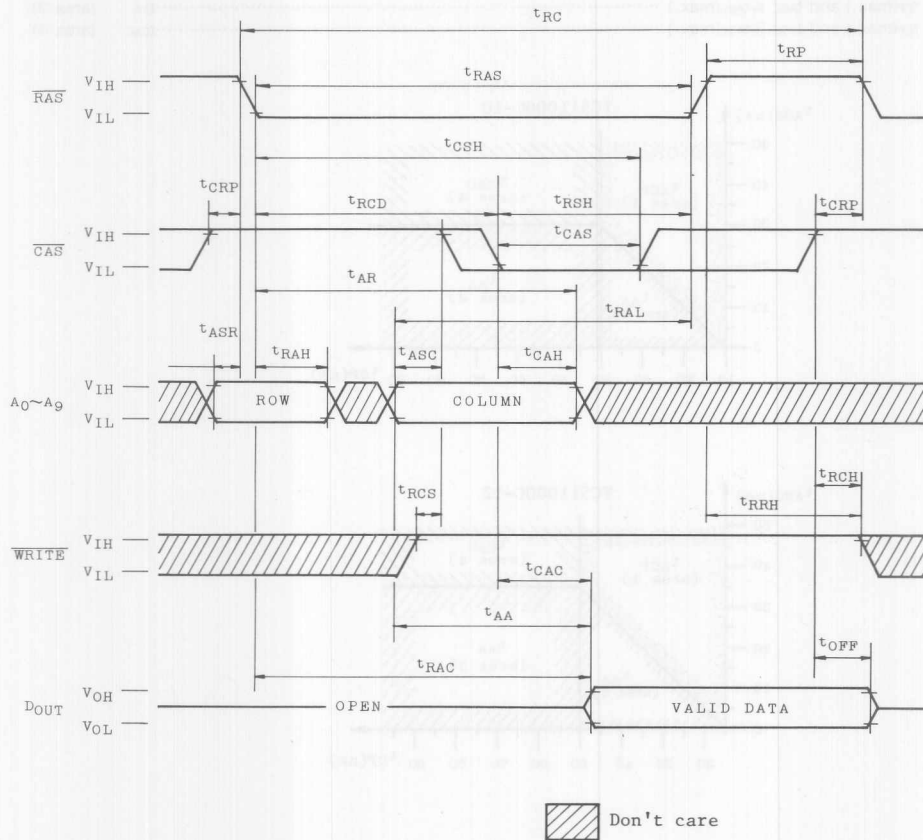 tRC
tRP
RAS
VIH
VIL
tRAS
tCSH
tCRP
tRCD
tRSH
tCRP
CAS
VIH
VIL
tCAS
tAR
tRAL
tASR
tRAH
tASC
tCAH
A0~A9
VIH
VIL
ROW
COLUMN
tRCS
tRCH
tRRH
WRITE
VIH
VIL
tCAC
tAA
tRAC
tOFF
DOUT
VOH
VOL
OPEN
VALID DATA
Don't care